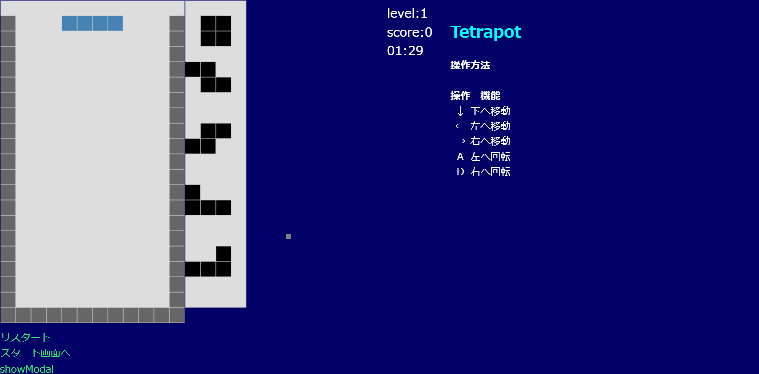 level:1
score:0
01:29
Tetrapot
操作方法
操作 機能
↓ 下へ移動
← 左へ移動
→ 右へ移動
A 左へ回転
D 右へ回転
リスタート
スタート画面へ
showModal